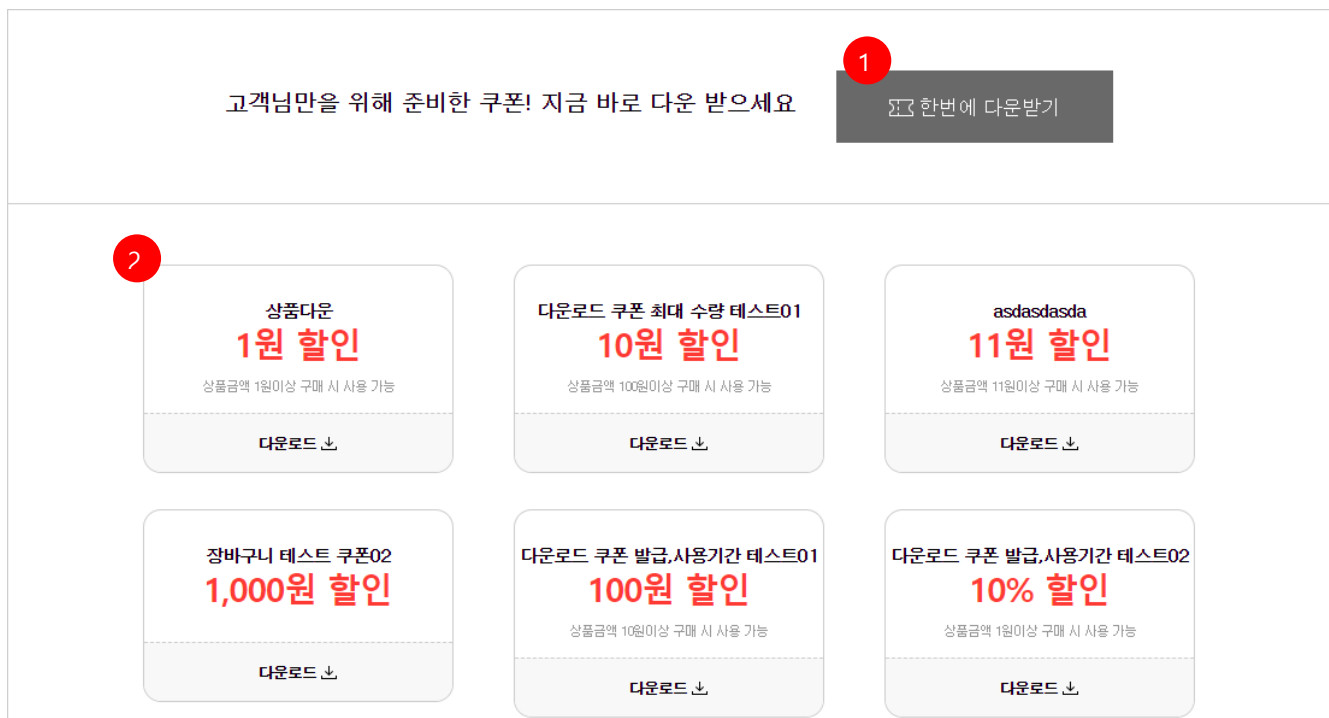 1
고객님만을 위해 준비한 쿠폰! 지금 바로 다운 받으세요
한번에 다운받기
2
상품다운
1원 할인
상품금액 1원이상 구매 시 사용 가능
다운로드
다운로드 쿠폰 최대 수량 테스트01
10원 할인
상품금액 100원이상 구매 시 사용 가능
다운로드
asdasdasda
11원 할인
상품금액 11원이상 구매 시 사용 가능
다운로드
장바구니 테스트 쿠폰02
1,000원 할인
다운로드
다운로드 쿠폰 발급,사용기간 테스트01
100원 할인
상품금액 10원이상 구매 시 사용 가능
다운로드
다운로드 쿠폰 발급,사용기간 테스트02
10% 할인
상품금액 1원이상 구매 시 사용 가능
다운로드